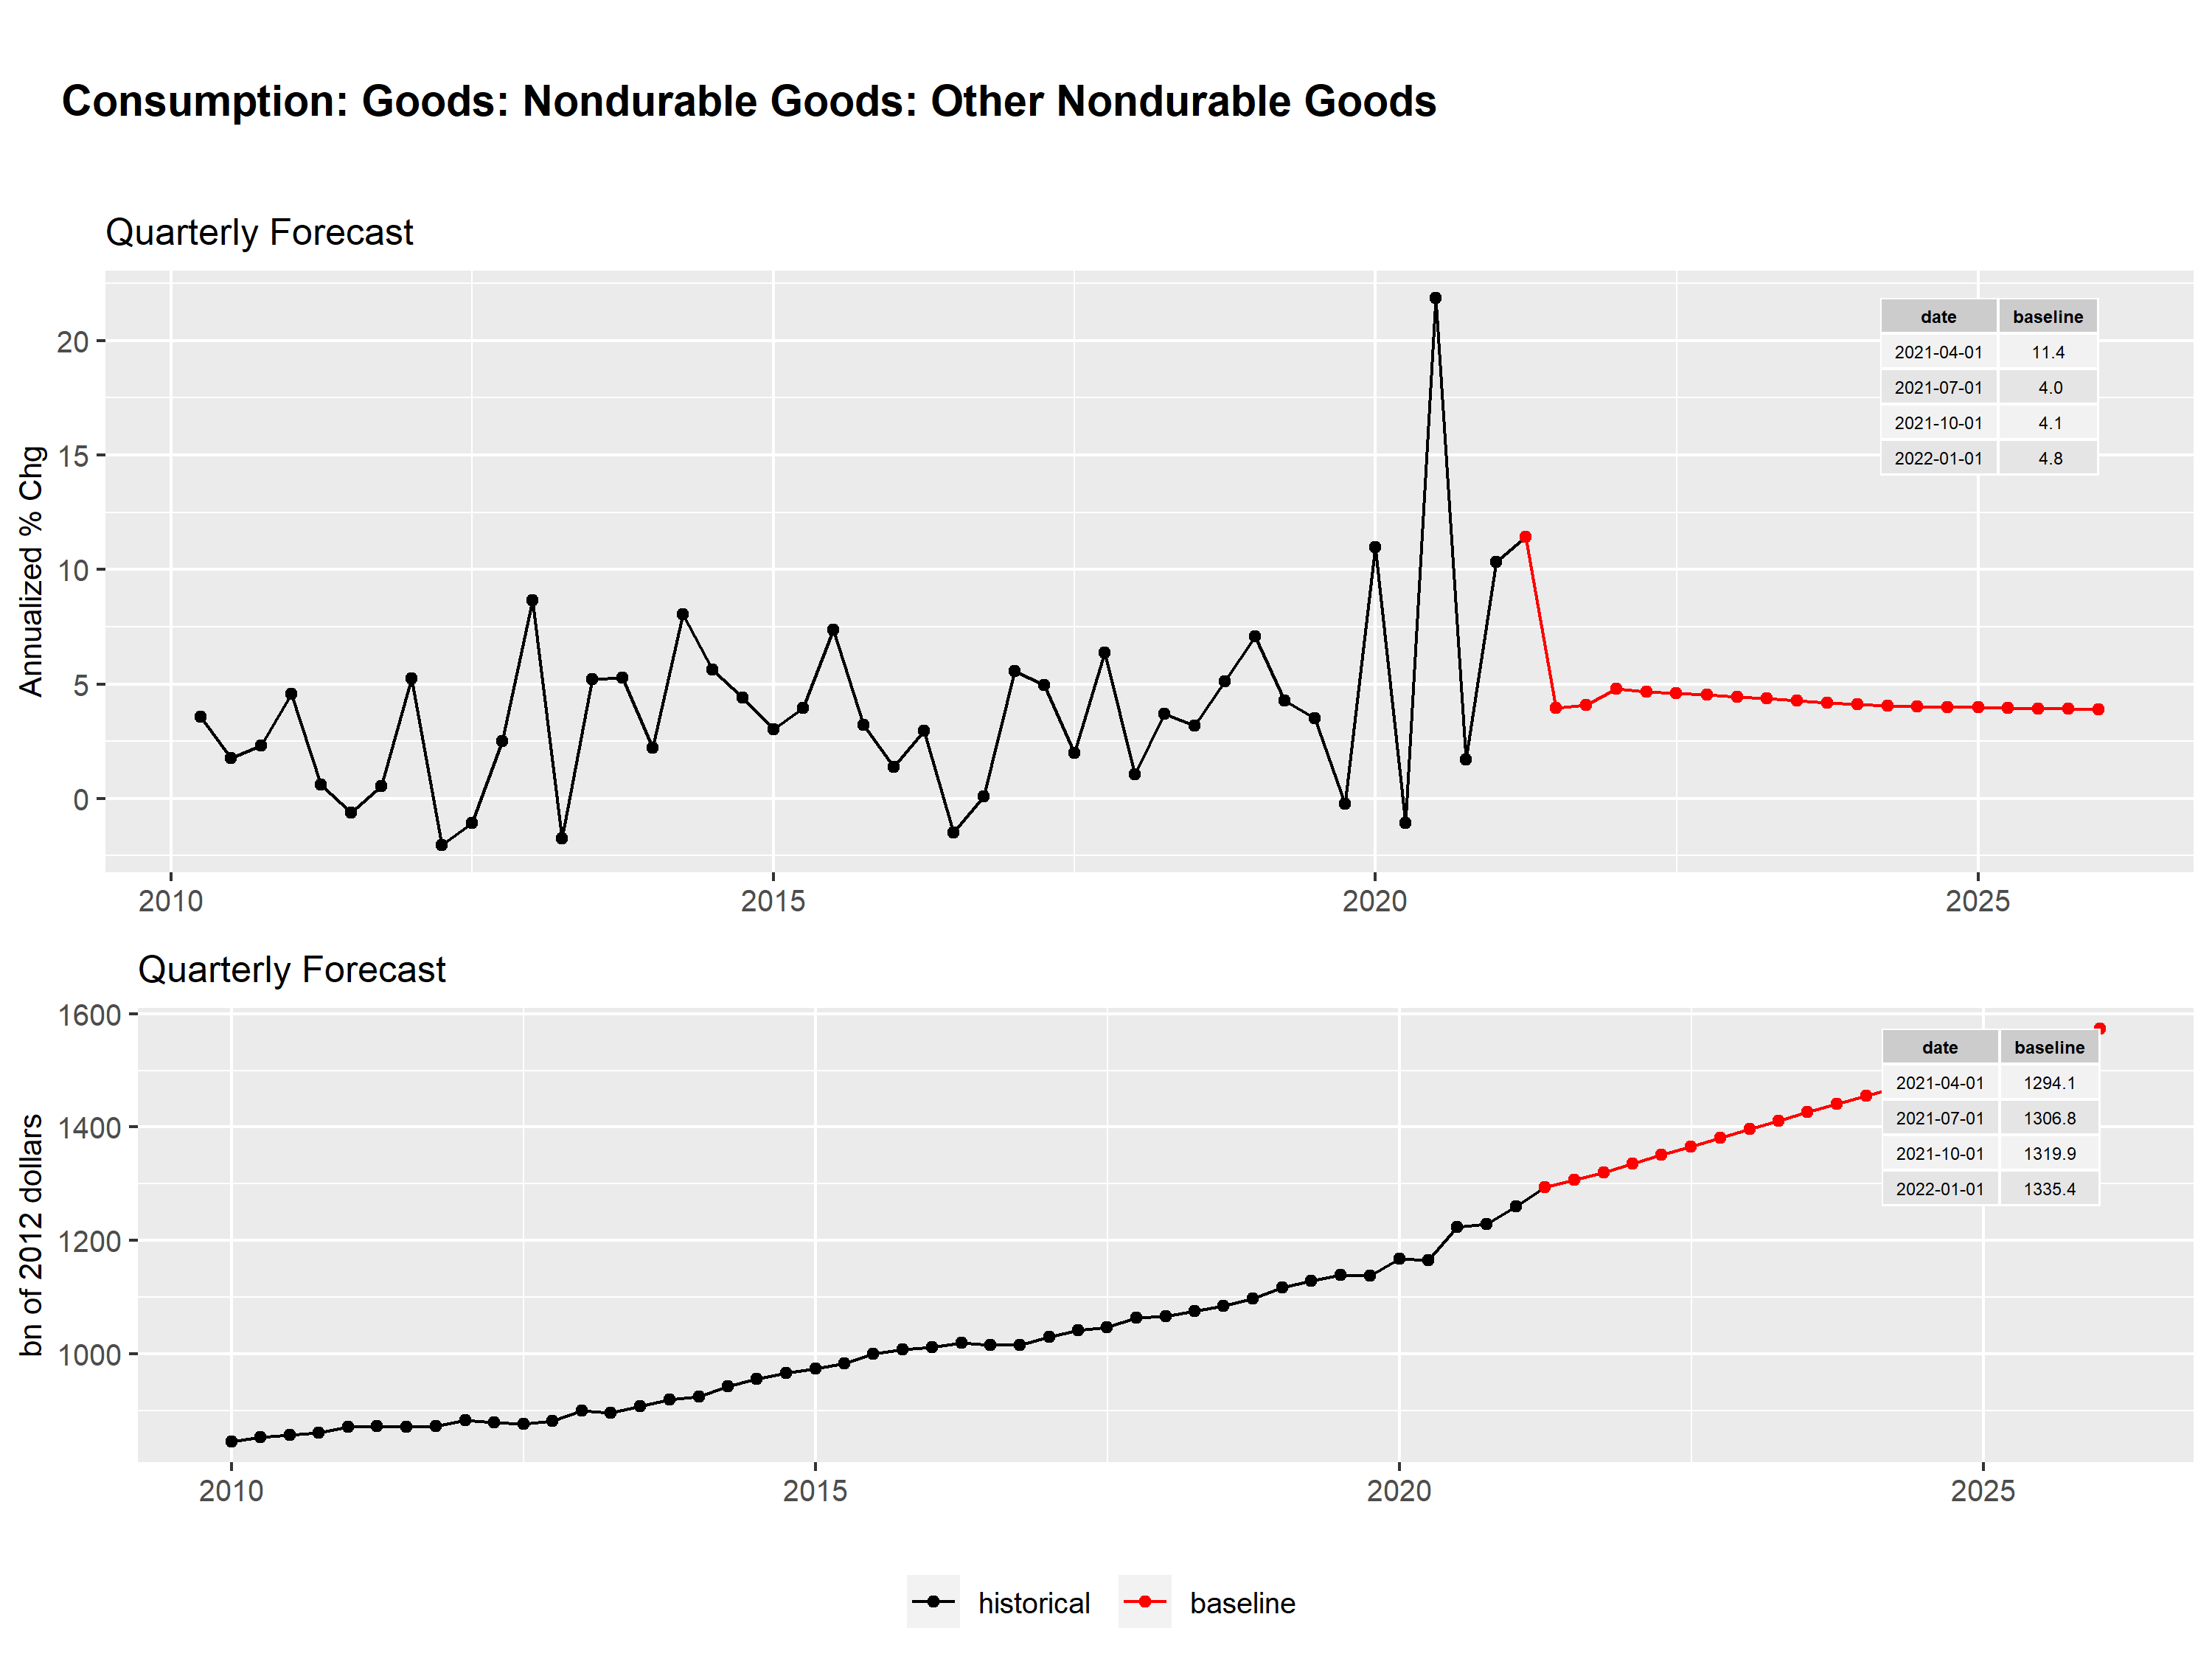 Consumption: Goods: Nondurable Goods: Other Nondurable Goods
Quarterly Forecast
Annualized % Chg
20
15
10
5
0
date baseline
2021-04-01 11.4
2021-07-01 4.0
2021-10-01 4.1
2022-01-01 4.8
2010 2015 2020 2025
Quarterly Forecast
bn of 2012 dollars
1600
1400
1200
1000
date baseline
2021-04-01 1294.1
2021-07-01 1306.8
2021-10-01 1319.9
2022-01-01 1335.4
2010 2015 2020 2025
historical baseline